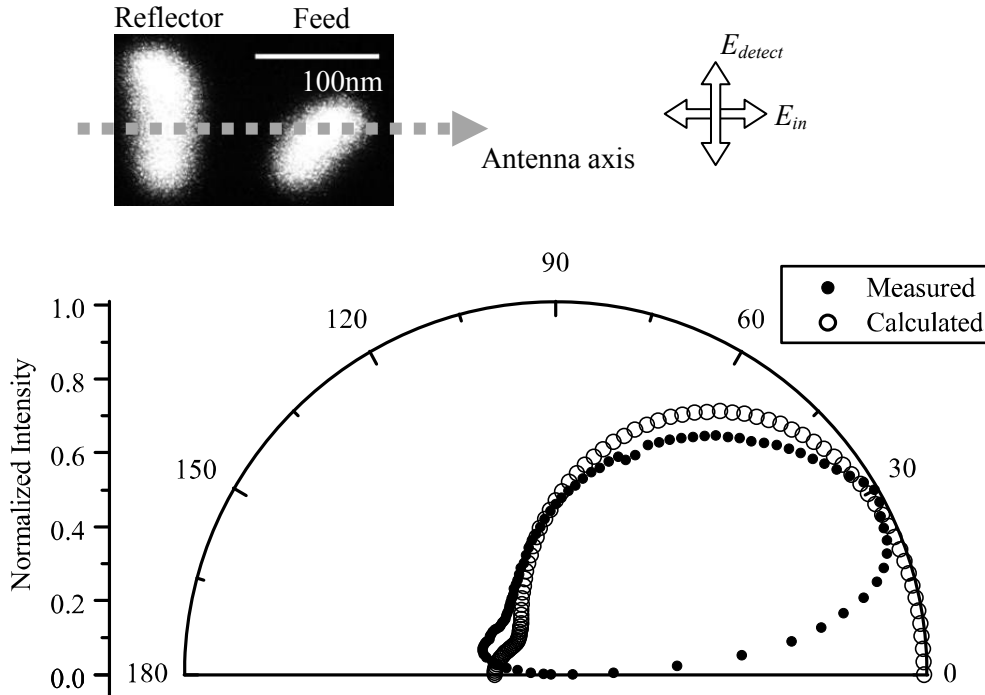 Reflector Feed
100nm
Antenna axis
E_detect
E_in
90
120 60
150 30
180 0
Measured
Calculated
Normalized Intensity
1.0
0.8
0.6
0.4
0.2
0.0